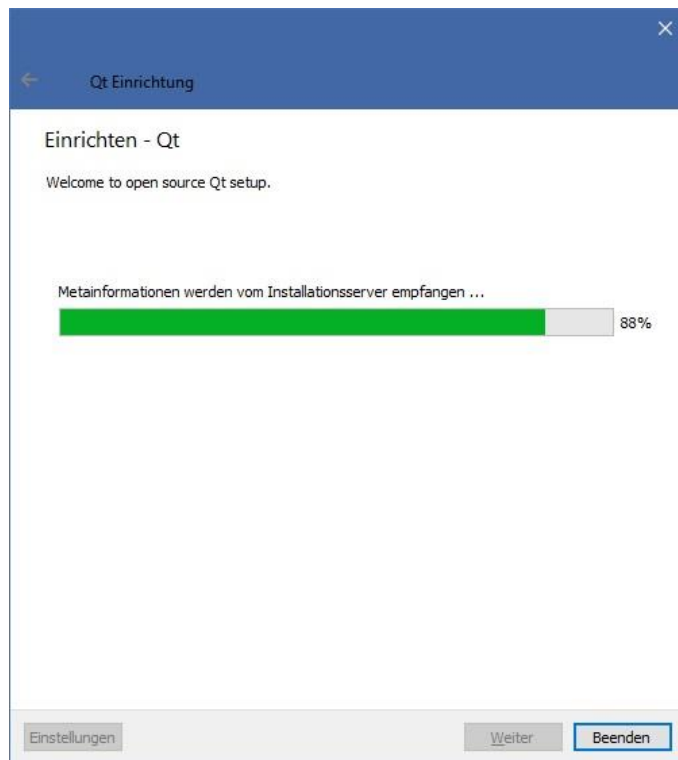 Qt Einrichtung
Einrichten - Qt
Welcome to open source Qt setup.
Metainformationen werden vom Installationsserver empfangen ...
88%
Einstellungen
Weiter
Beenden